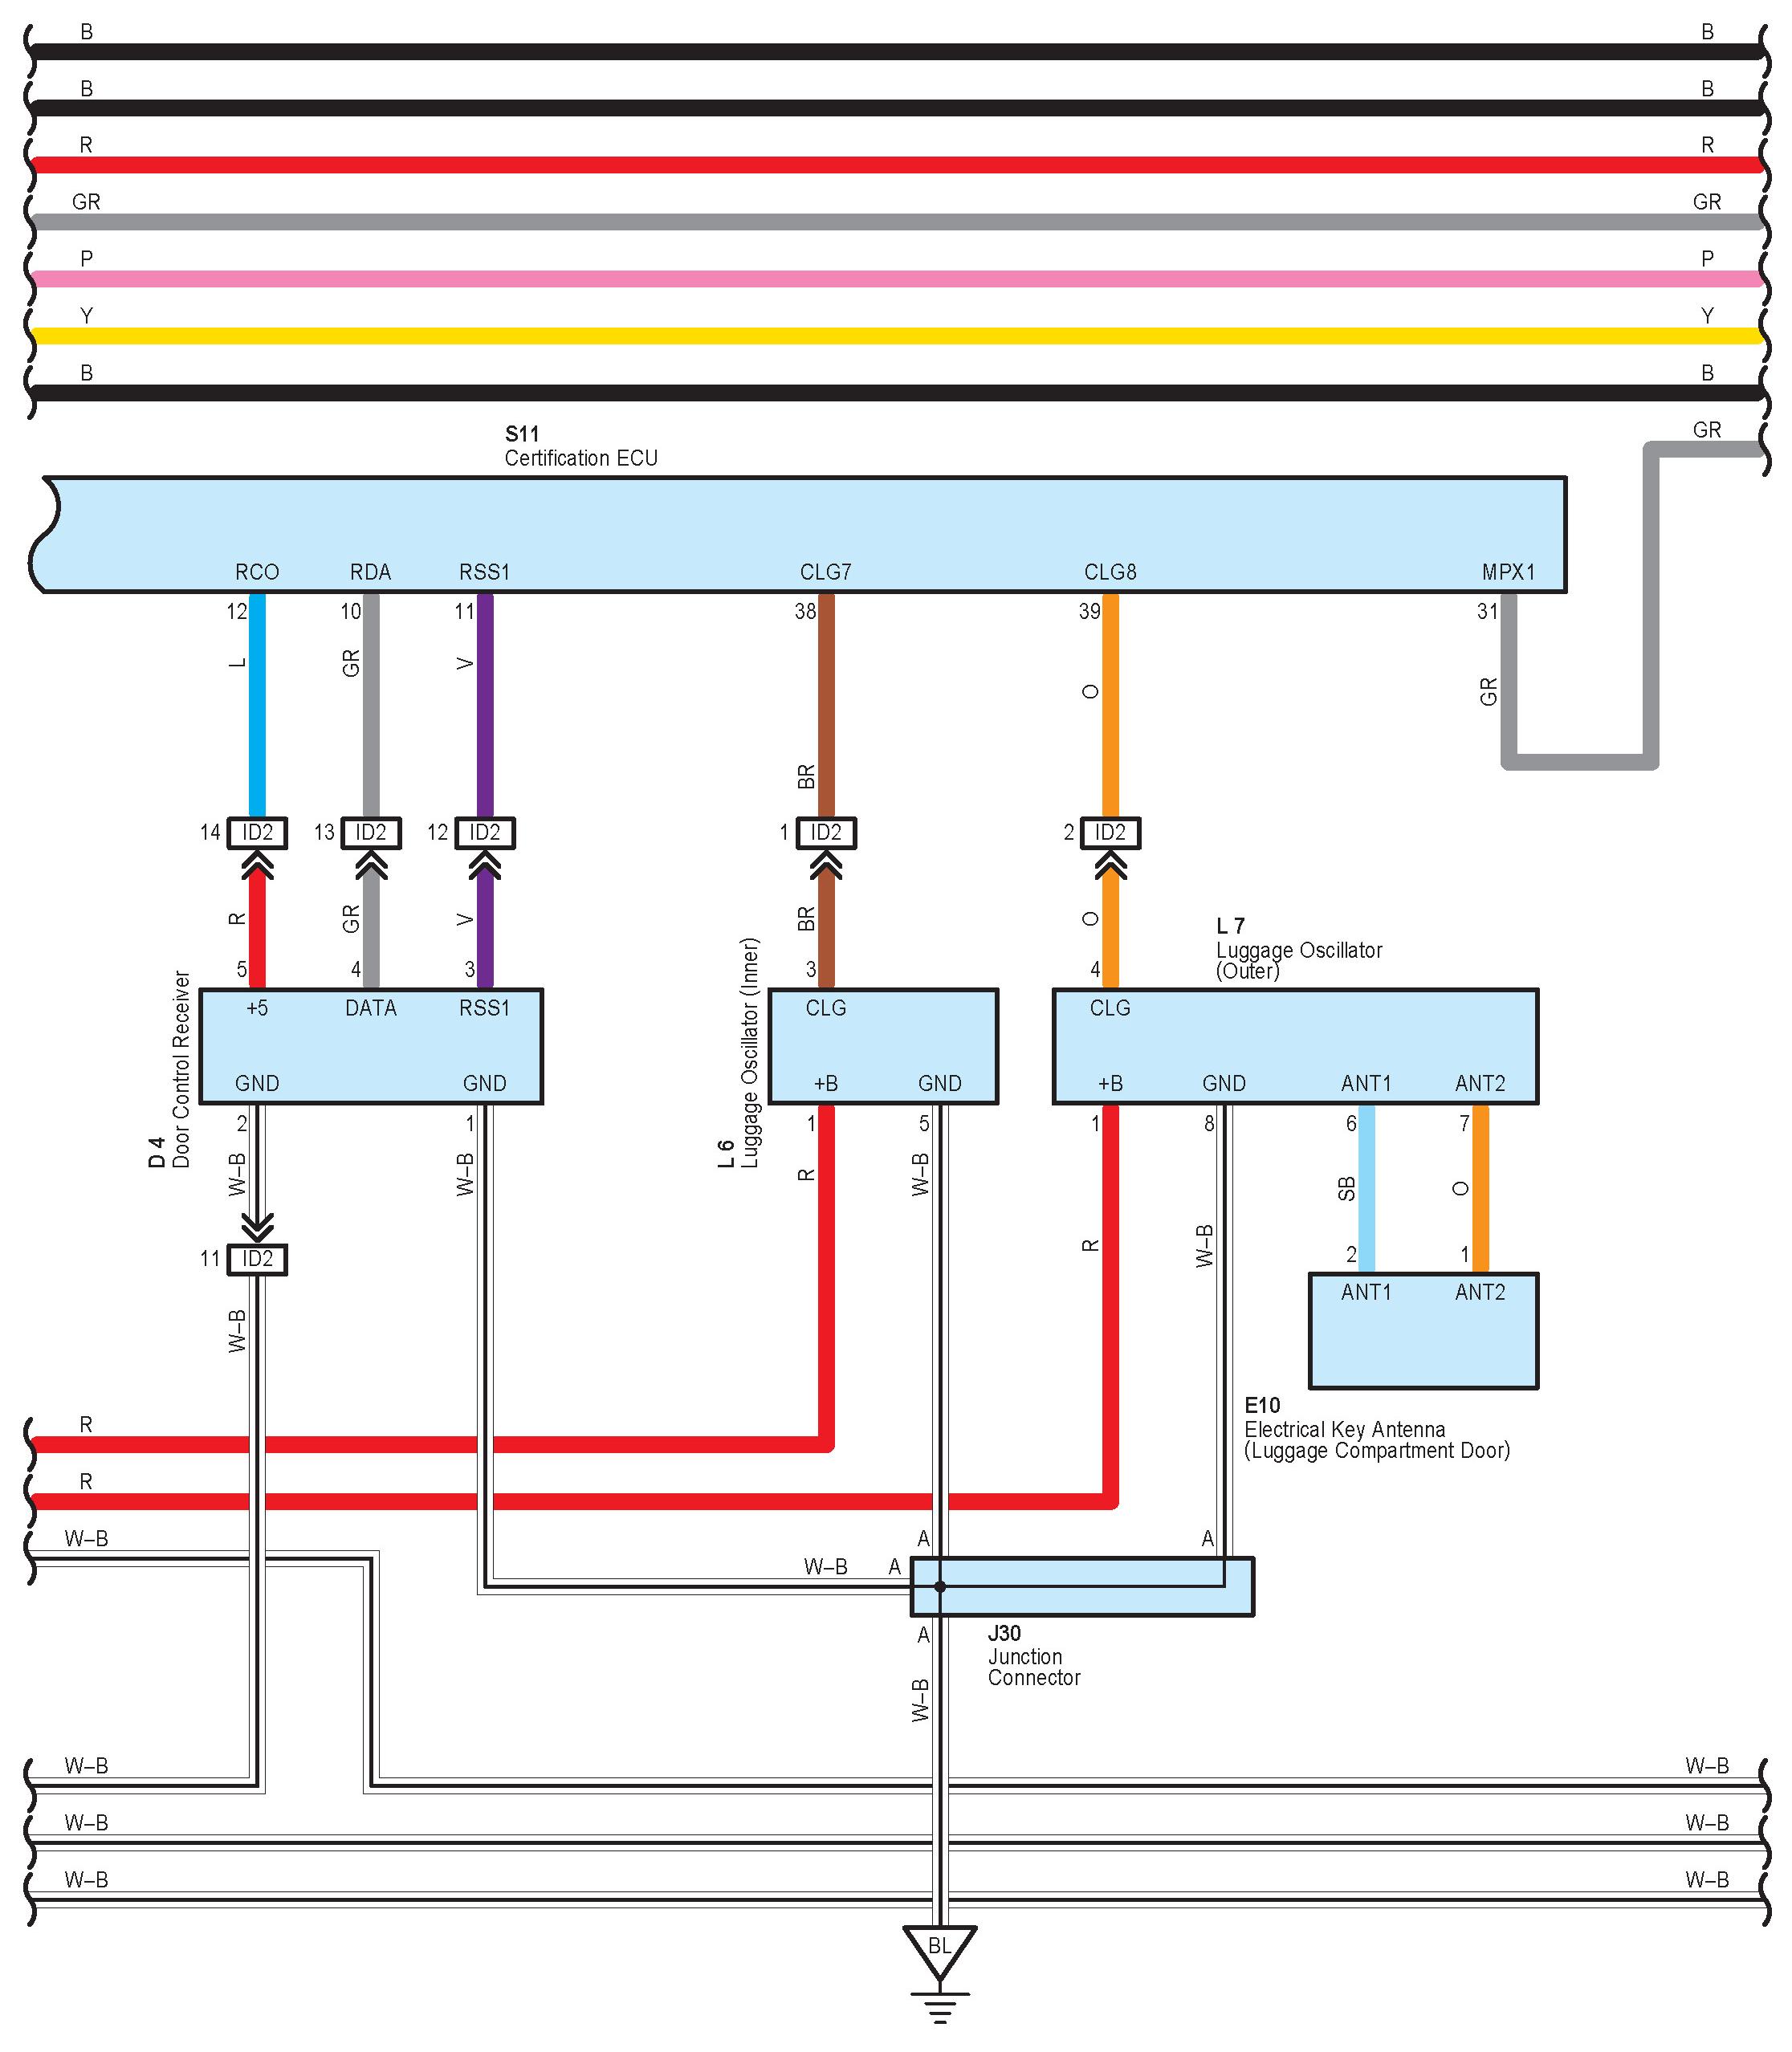 B B
B B
R R
GR GR
P P
Y Y
B B
GR
S11
Certification ECU
RCO RDA RSS1 CLG7 CLG8 MPX1
12 10 11 38 39 31
L GR V BR O GR
14 ID2 13 ID2 12 ID2 1 ID2 2 ID2
R GR V BR O
L 7
Luggage Oscillator
(Outer)
5 4 3 3 4
D 4
Door Control Receiver
+5 DATA RSS1
GND GND
L 6
Luggage Oscillator (Inner)
CLG
+B GND
CLG
+B GND ANT1 ANT2
2 1 1 5 1 8 6 7
W–B W–B R W–B R W–B SB O
11 ID2
W–B
2 1
ANT1 ANT2
E10
Electrical Key Antenna
(Luggage Compartment Door)
R
R
W–B
A A
W–B A
A
J30
Junction
Connector
W–B
W–B W–B
W–B W–B
W–B W–B
BL